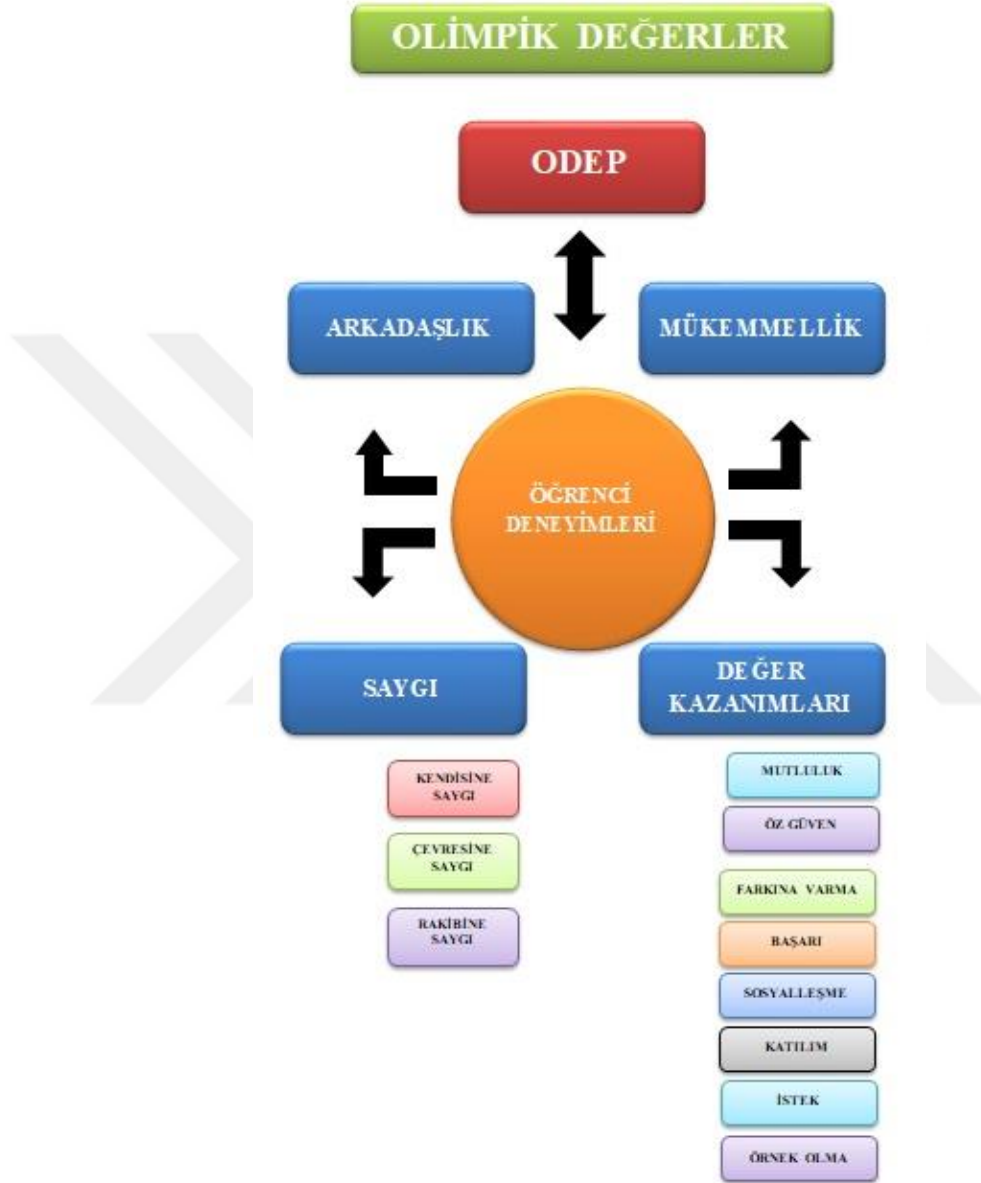 OLİMPİK DEĞERLER
ODEP
ARKADAŞLIK
MÜKEMMELLİK
ÖĞRENCİ
DENEYİMLERİ
SAYGI
DEĞER
KAZANIMLARI
KENDİSİNE
SAYGI
ÇEVRESİNE
SAYGI
RAKİBİNE
SAYGI
MUTLULUK
ÖZ GÜVEN
FARKINA VARMA
BAŞARI
SOSYALLEŞME
KATILIM
İSTEK
ÖRNEK OLMA